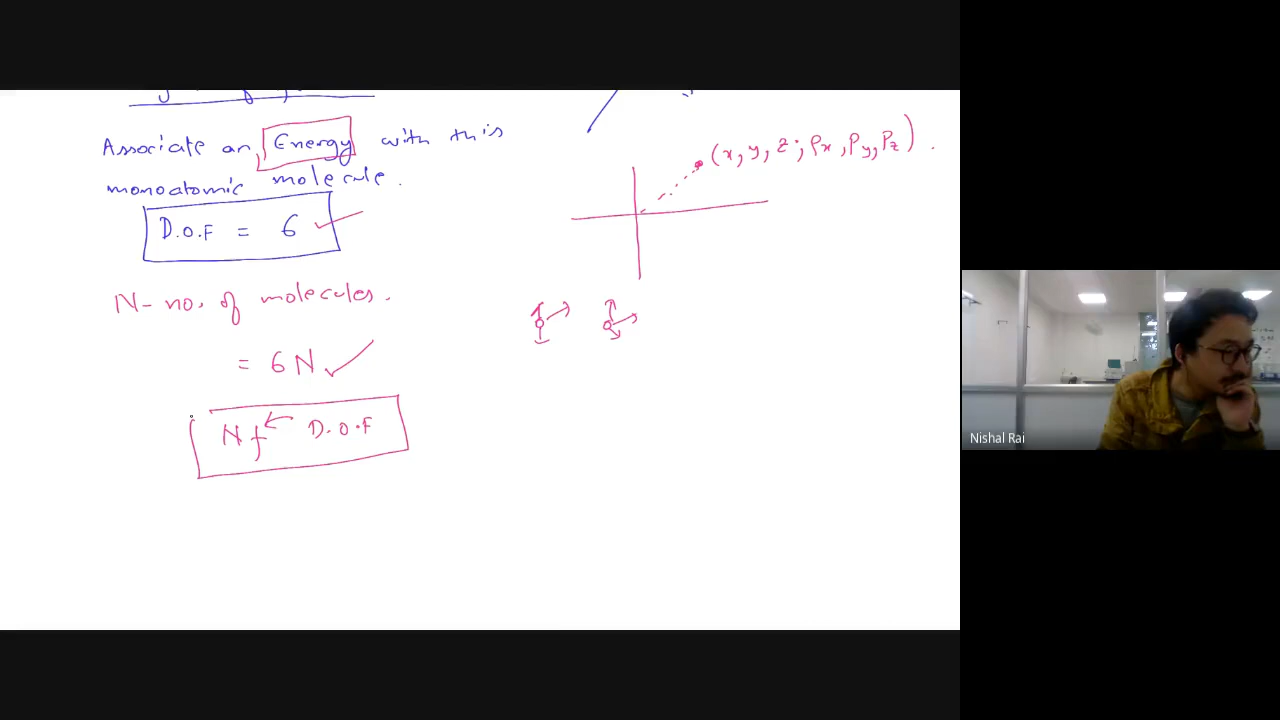 Associate an Energy with this
monoatomic molecule.
D.O.F = 6
(x, y, z; Px, Py, Pz).
N- no. of molecules.
= 6N
Nf ← D.O.F
Nishal Rai